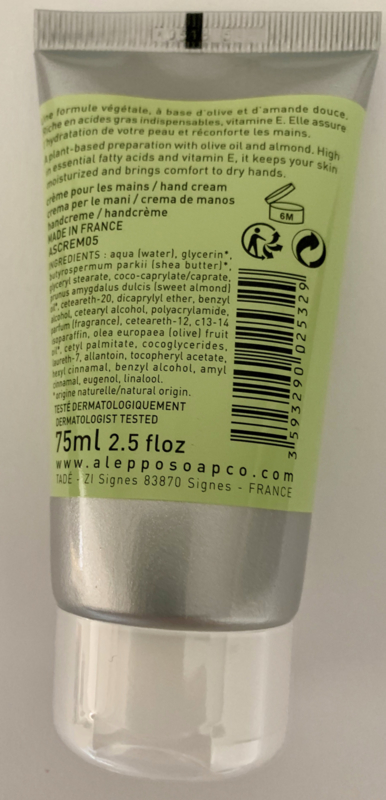 formule végétale, à base d'olive et d'amande douce.
en acides gras indispensables, vitamine E. Elle assure
l'hydratation de votre peau et réconforte les mains.
A plant-based preparation with olive oil and almond. High
in essential fatty acids and vitamin E, it keeps your skin
moisturized and brings comfort to dry hands.
crème pour les mains / hand cream
crema per le mani / crema de manos
handcreme / handcrème
MADE IN FRANCE
ASCREM05
6M
INGREDIENTS : aqua (water), glycerin*,
butyrospermum parkii (shea butter)*,
glyceryl stearate, coco-caprylate/caprate,
prunus amygdalus dulcis (sweet almond)
oil*, ceteareth-20, dicaprylyl ether, benzyl
alcohol, cetearyl alcohol, polyacrylamide,
parfum (fragrance), ceteareth-12, c13-14
isoparaffin, olea europaea (olive) fruit
oil*, cetyl palmitate, cocoglycerides,
laureth-7, allantoin, tocopheryl acetate,
hexyl cinnamal, benzyl alcohol, amyl
cinnamal, eugenol, linalool.
*origine naturelle/natural origin.
TESTÉ DERMATOLOGIQUEMENT
DERMATOLOGIST TESTED
75ml 2.5 floz
3 593290 025329
www.alepposoapco.com
TADÉ - ZI Signes 83870 Signes - FRANCE